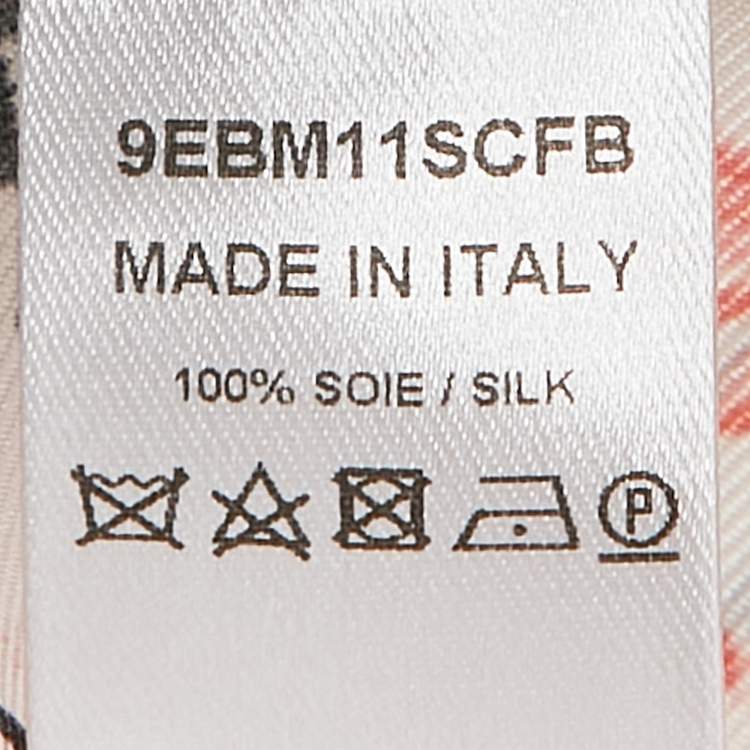 9EBM11SCFB
MADE IN ITALY
100% SOIE / SILK
P